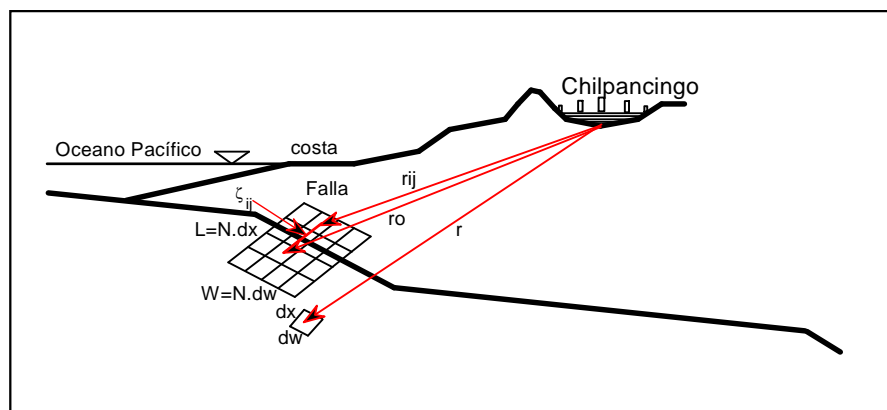 Chilpancingo
Oceano Pacífico
costa
rij
Falla
ζij
ro
L=N.dx
r
W=N.dw
dx
dw